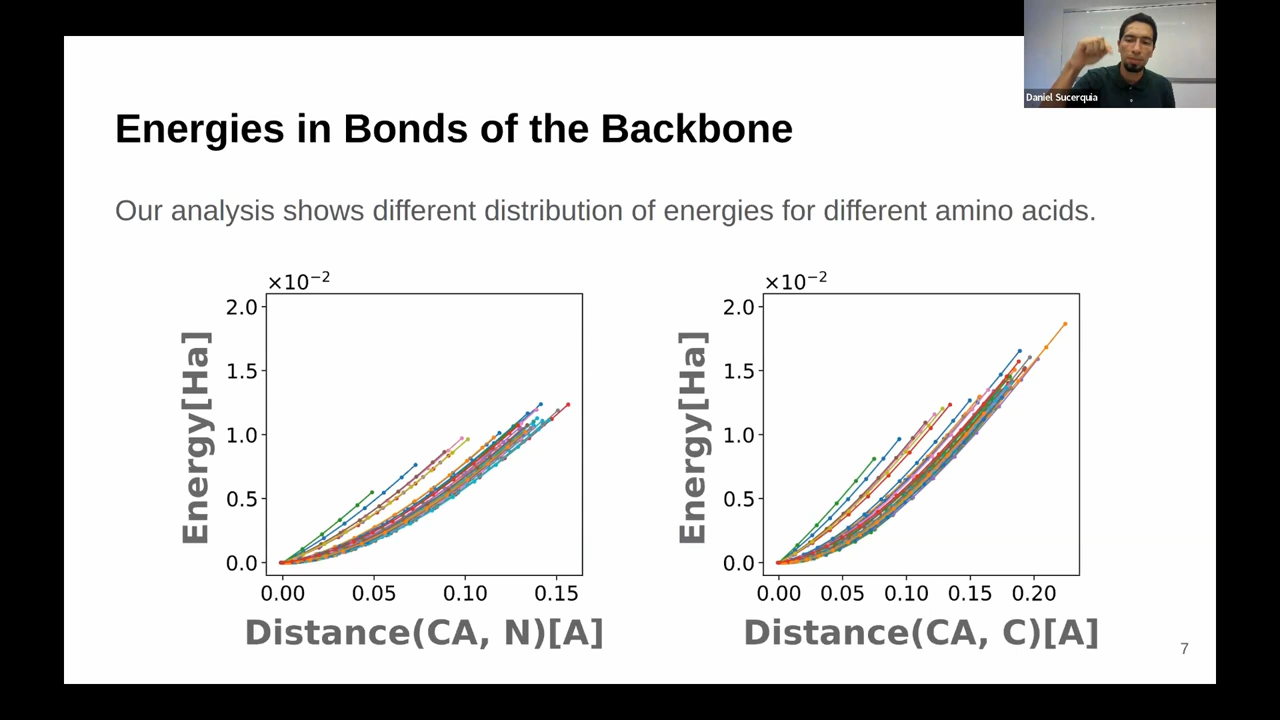 Daniel Sucerquia
Energies in Bonds of the Backbone
Our analysis shows different distribution of energies for different amino acids.
×10−2
2.0
1.5
1.0
0.5
0.0
Energy[Ha]
0.00 0.05 0.10 0.15
Distance(CA, N)[A]
×10−2
2.0
1.5
1.0
0.5
0.0
Energy[Ha]
0.00 0.05 0.10 0.15 0.20
Distance(CA, C)[A]
7